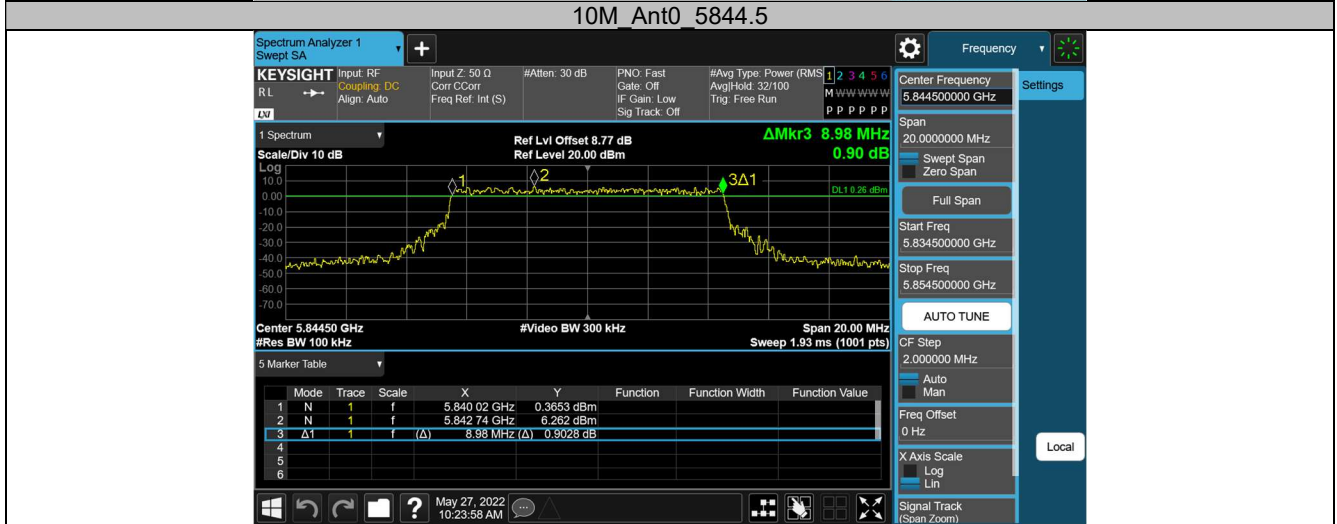 10M_Ant0_5844.5
Spectrum Analyzer 1
Swept SA
+
Frequency
KEYSIGHT
RL
LXI
Input: RF
Coupling: DC
Align: Auto
Input Z: 50 Ω
Corr CCorr
Freq Ref: Int (S)
#Atten: 30 dB
PNO: Fast
Gate: Off
IF Gain: Low
Sig Track: Off
#Avg Type: Power (RMS
Avg|Hold: 32/100
Trig: Free Run
1 2 3 4 5 6
M W W W W W
P P P P P P
1 Spectrum
Scale/Div 10 dB
Ref Lvl Offset 8.77 dB
Ref Level 20.00 dBm
ΔMkr3 8.98 MHz
0.90 dB
Log
10.0
0.00
-10.0
-20.0
-30.0
-40.0
-50.0
-60.0
-70.0
1
2
3Δ1
DL1 0.26 dBm
Center 5.84450 GHz
#Video BW 300 kHz
Span 20.00 MHz
#Res BW 100 kHz
Sweep 1.93 ms (1001 pts)
5 Marker Table
Mode Trace Scale X Y Function Function Width Function Value
1 N 1 f 5.840 02 GHz 0.3653 dBm
2 N 1 f 5.842 74 GHz 6.262 dBm
3 Δ1 1 f (Δ) 8.98 MHz (Δ) 0.9028 dB
4
5
6
?
May 27, 2022
10:23:58 AM
Center Frequency
5.844500000 GHz
Span
20.0000000 MHz
Swept Span
Zero Span
Full Span
Start Freq
5.834500000 GHz
Stop Freq
5.854500000 GHz
AUTO TUNE
CF Step
2.000000 MHz
Auto
Man
Freq Offset
0 Hz
X Axis Scale
Log
Lin
Signal Track
(Span Zoom)
Settings
Local